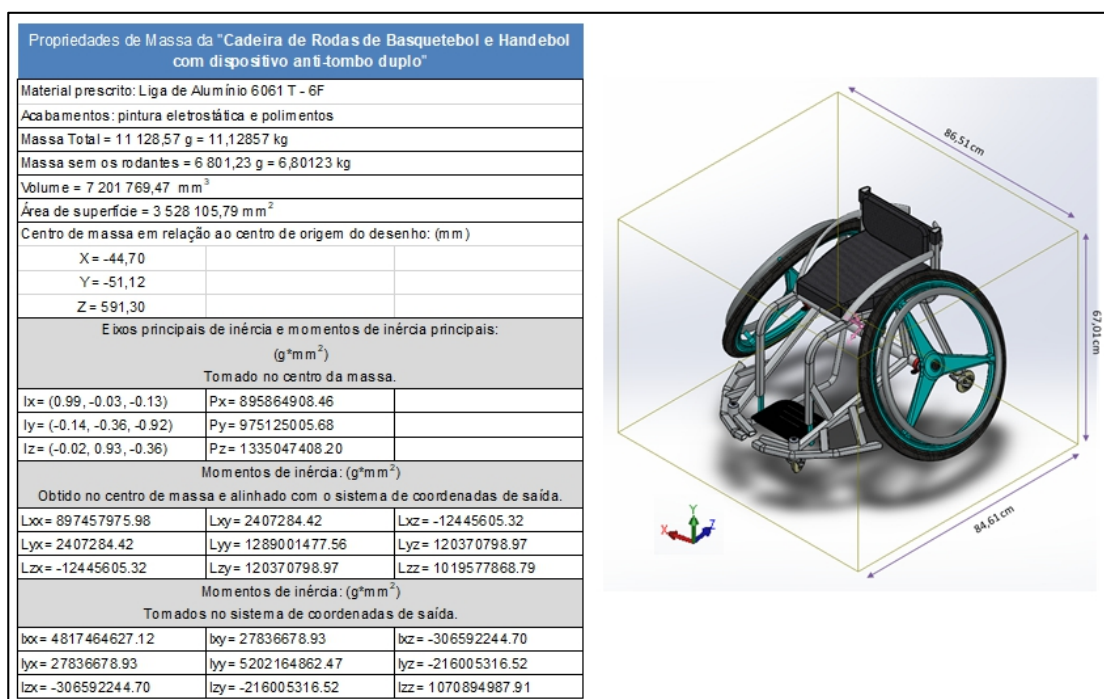 Propriedades de Massa da "Cadeira de Rodas de Basquetebol e Handebol
com dispositivo anti-tombo duplo"
Material prescrito: Liga de Alumínio 6061 T - 6F
Acabamentos: pintura eletrostática e polimentos
Massa Total = 11 128,57 g = 11,12857 kg
Massa sem os rodantes = 6 801,23 g = 6,80123 kg
Volume = 7 201 769,47 mm³
Área de superfície = 3 528 105,79 mm²
Centro de massa em relação ao centro de origem do desenho: (mm)
X = -44,70
Y = -51,12
Z = 591,30
Eixos principais de inércia e momentos de inércia principais:
(g*mm²)
Tomado no centro da massa.
Ix= (0.99, -0.03, -0.13) Px= 895864908.46
Iy= (-0.14, -0.36, -0.92) Py= 975125005.68
Iz= (-0.02, 0.93, -0.36) Pz= 1335047408.20
Momentos de inércia: (g*mm²)
Obtido no centro de massa e alinhado com o sistema de coordenadas de saída.
Lxx= 897457975.98 Lxy= 2407284.42 Lxz= -12445605.32
Lyx= 2407284.42 Lyy= 1289001477.56 Lyz= 120370798.97
Lzx= -12445605.32 Lzy= 120370798.97 Lzz= 1019577868.79
Momentos de inércia: (g*mm²)
Tomados no sistema de coordenadas de saída.
Ixx= 4817464627.12 Ixy= 27836678.93 Ixz= -306592244.70
Iyx= 27836678.93 Iyy= 5202164862.47 Iyz= -216005316.52
Izx= -306592244.70 Izy= -216005316.52 Izz= 1070894987.91
86,51cm
67,01cm
84,61cm
X Y Z